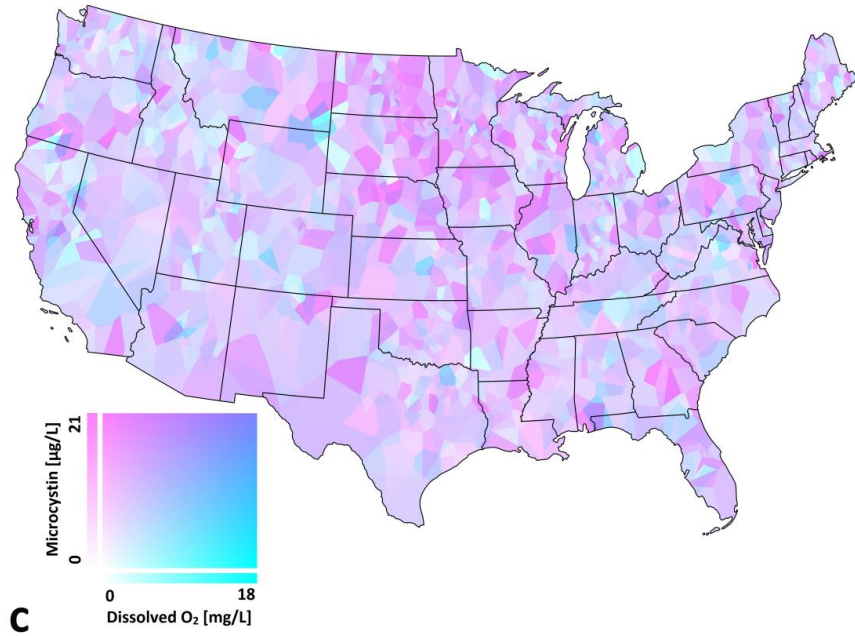 21
Microcystin [µg/L]
0
0
18
Dissolved O₂ [mg/L]
C